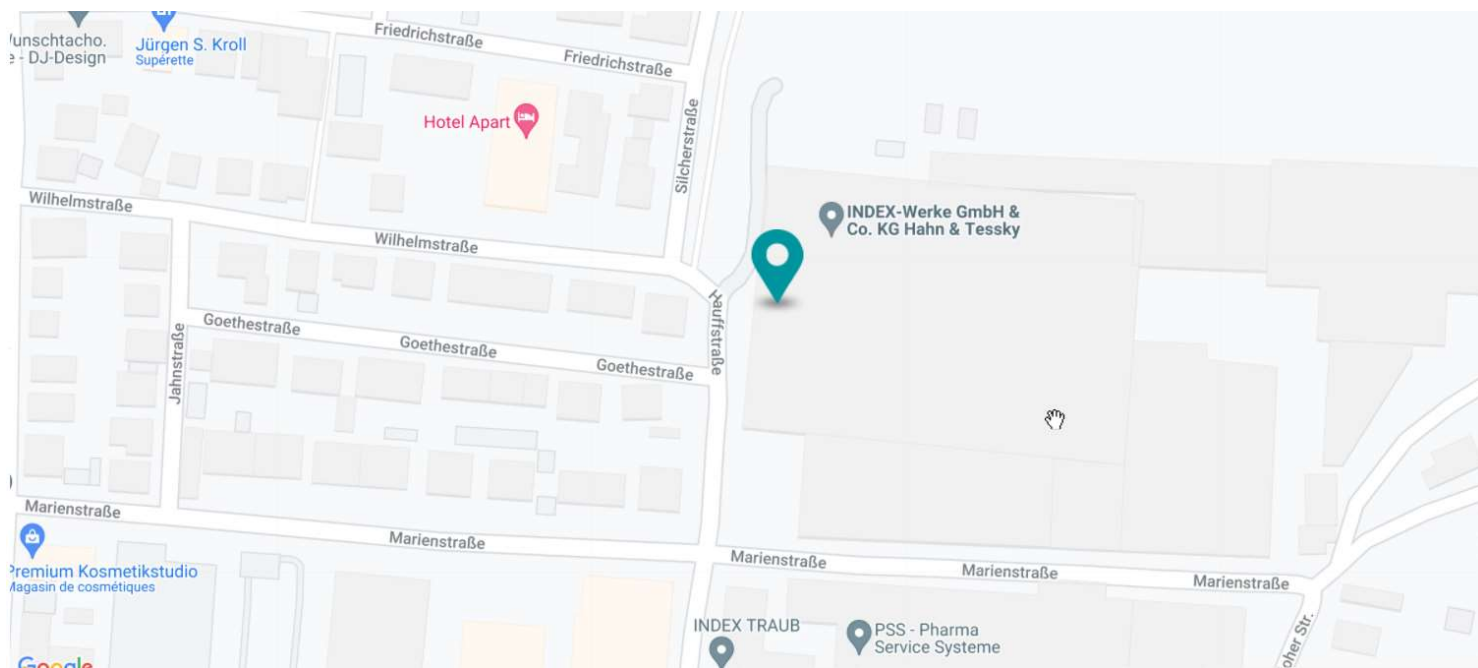 Friedrichstraße
Friedrichstraße
Jürgen S. Kroll
Supérette
DJ-Design
Hotel Apart
Silcherstraße
Wilhelmstraße
Wilhelmstraße
INDEX-Werke GmbH &
Co. KG Hahn & Tessky
Hauffstraße
Goethestraße
Goethestraße
Goethestraße
Jahnstraße
Marienstraße
Marienstraße
Marienstraße
Marienstraße
Marienstraße
Premium Kosmetikstudio
Magasin de cosmétiques
INDEX TRAUB
PSS - Pharma
Service Systeme
Google